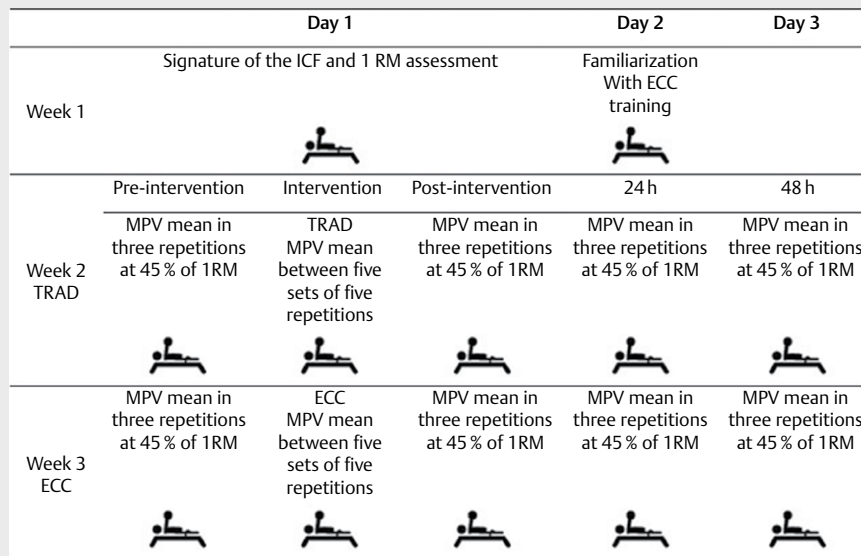 Day 1 Day 2 Day 3
Week 1
Signature of the ICF and 1 RM assessment
Familiarization
With ECC
training
Pre-intervention Intervention Post-intervention 24 h 48 h
Week 2
TRAD
MPV mean in
three repetitions
at 45 % of 1RM
TRAD
MPV mean
between five
sets of five
repetitions
MPV mean in
three repetitions
at 45 % of 1RM
MPV mean in
three repetitions
at 45 % of 1RM
MPV mean in
three repetitions
at 45 % of 1RM
Week 3
ECC
MPV mean in
three repetitions
at 45 % of 1RM
ECC
MPV mean
between five
sets of five
repetitions
MPV mean in
three repetitions
at 45 % of 1RM
MPV mean in
three repetitions
at 45 % of 1RM
MPV mean in
three repetitions
at 45 % of 1RM